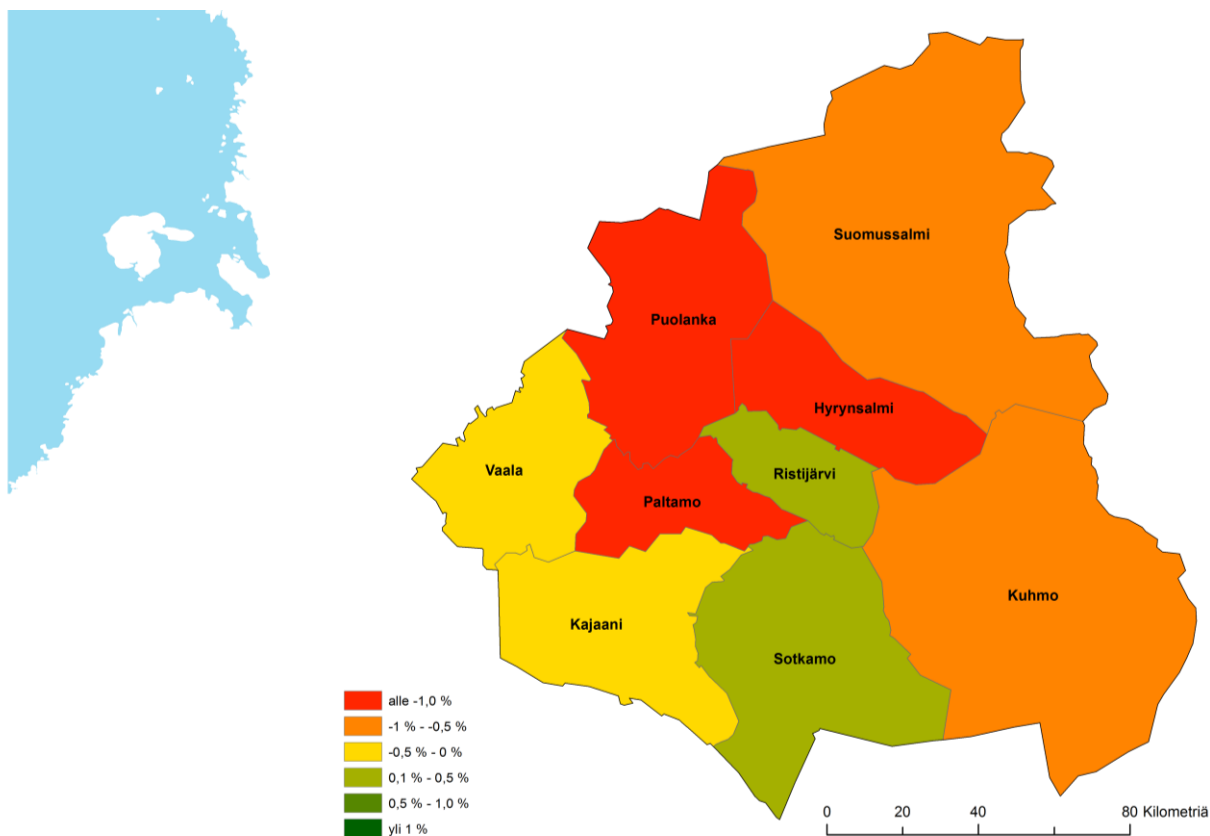 Suomussalmi
Puolanka
Hyrynsalmi
Vaala
Ristijärvi
Paltamo
Kuhmo
Kajaani
Sotkamo
alle -1,0 %
-1 % - -0,5 %
-0,5 % - 0 %
0,1 % - 0,5 %
0,5 % - 1,0 %
yli 1 %
0 20 40 80 Kilometriä